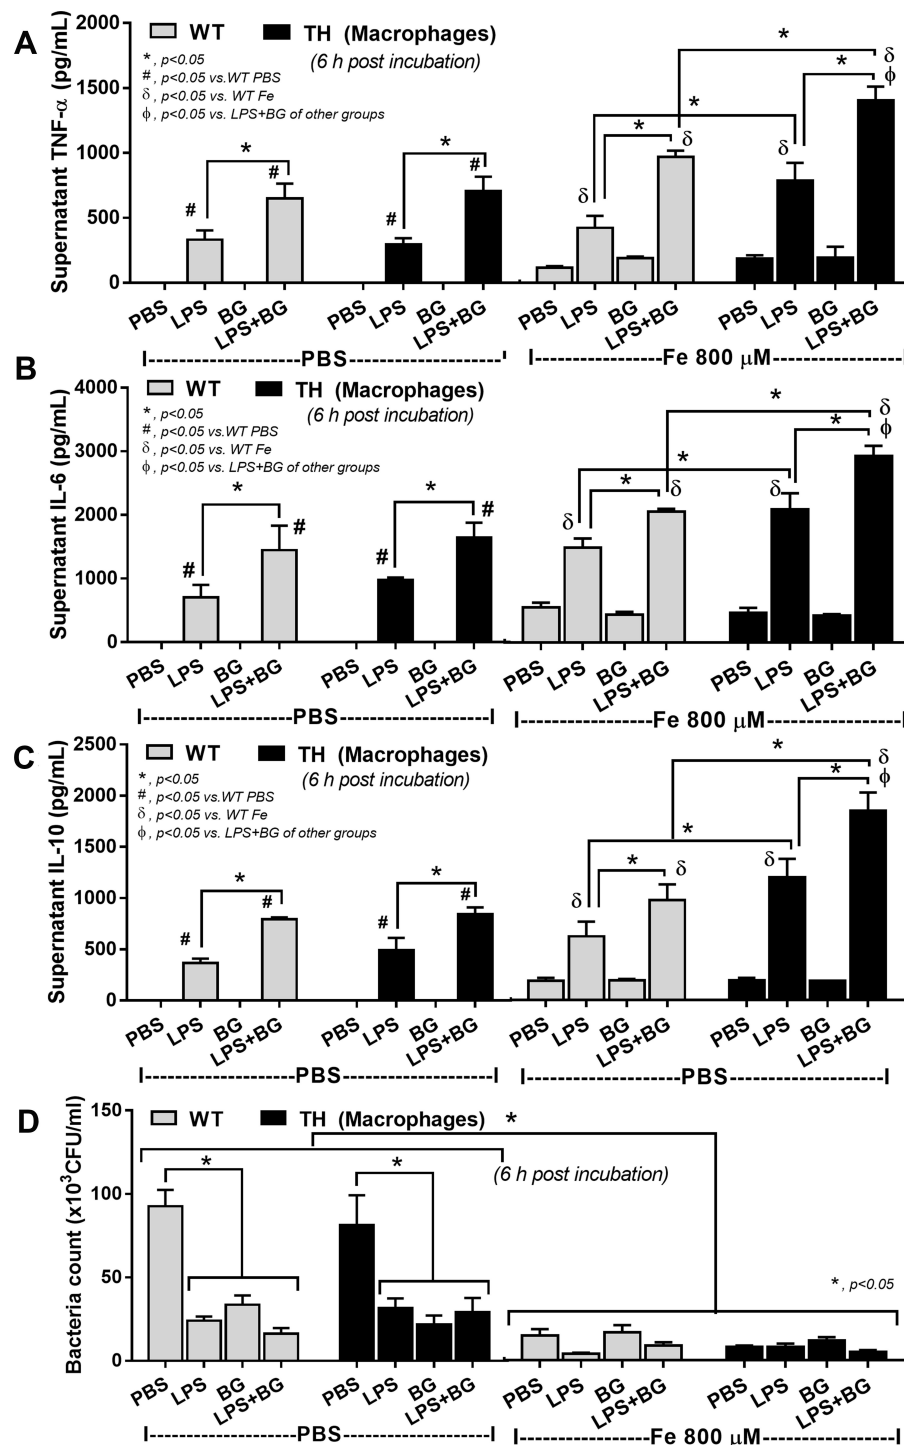 A
Supernatant TNF-α (pg/mL)
2000
1500
1000
500
0
WT TH (Macrophages)
(6 h post incubation)
*, p<0.05
#, p<0.05 vs.WT PBS
δ, p<0.05 vs. WT Fe
ϕ, p<0.05 vs. LPS+BG of other groups
* * * * * *
# # # # δ δ δ δ ϕ
PBS LPS BG LPS+BG PBS LPS BG LPS+BG PBS LPS BG LPS+BG PBS LPS BG LPS+BG
PBS Fe 800 μM
B
Supernatant IL-6 (pg/mL)
4000
3000
2000
1000
0
WT TH (Macrophages)
(6 h post incubation)
*, p<0.05
#, p<0.05 vs.WT PBS
δ, p<0.05 vs. WT Fe
ϕ, p<0.05 vs. LPS+BG of other groups
* * * * * *
# # # # δ δ δ δ ϕ
PBS LPS BG LPS+BG PBS LPS BG LPS+BG PBS LPS BG LPS+BG PBS LPS BG LPS+BG
PBS Fe 800 μM
C
Supernatant IL-10 (pg/mL)
2500
2000
1500
1000
500
0
WT TH (Macrophages)
(6 h post incubation)
*, p<0.05
#, p<0.05 vs.WT PBS
δ, p<0.05 vs. WT Fe
ϕ, p<0.05 vs. LPS+BG of other groups
* * * * * *
# # # # δ δ δ δ ϕ
PBS LPS BG LPS+BG PBS LPS BG LPS+BG PBS LPS BG LPS+BG PBS LPS BG LPS+BG
PBS PBS
D
Bacteria count (x10³CFU/ml)
150
100
50
0
WT TH (Macrophages)
(6 h post incubation)
* * *
*, p<0.05
PBS LPS BG LPS+BG PBS LPS BG LPS+BG PBS LPS BG LPS+BG PBS LPS BG LPS+BG
PBS Fe 800 μM